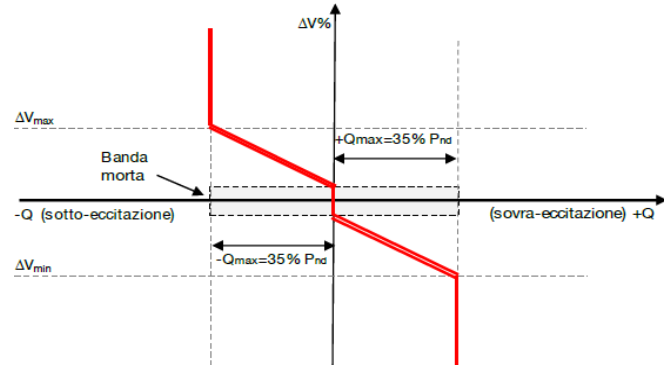 ΔV%
ΔVmax
+Qmax=35% Pnd
Banda
morta
-Q (sotto-eccitazione)
(sovra-eccitazione) +Q
-Qmax=35% Pnd
ΔVmin